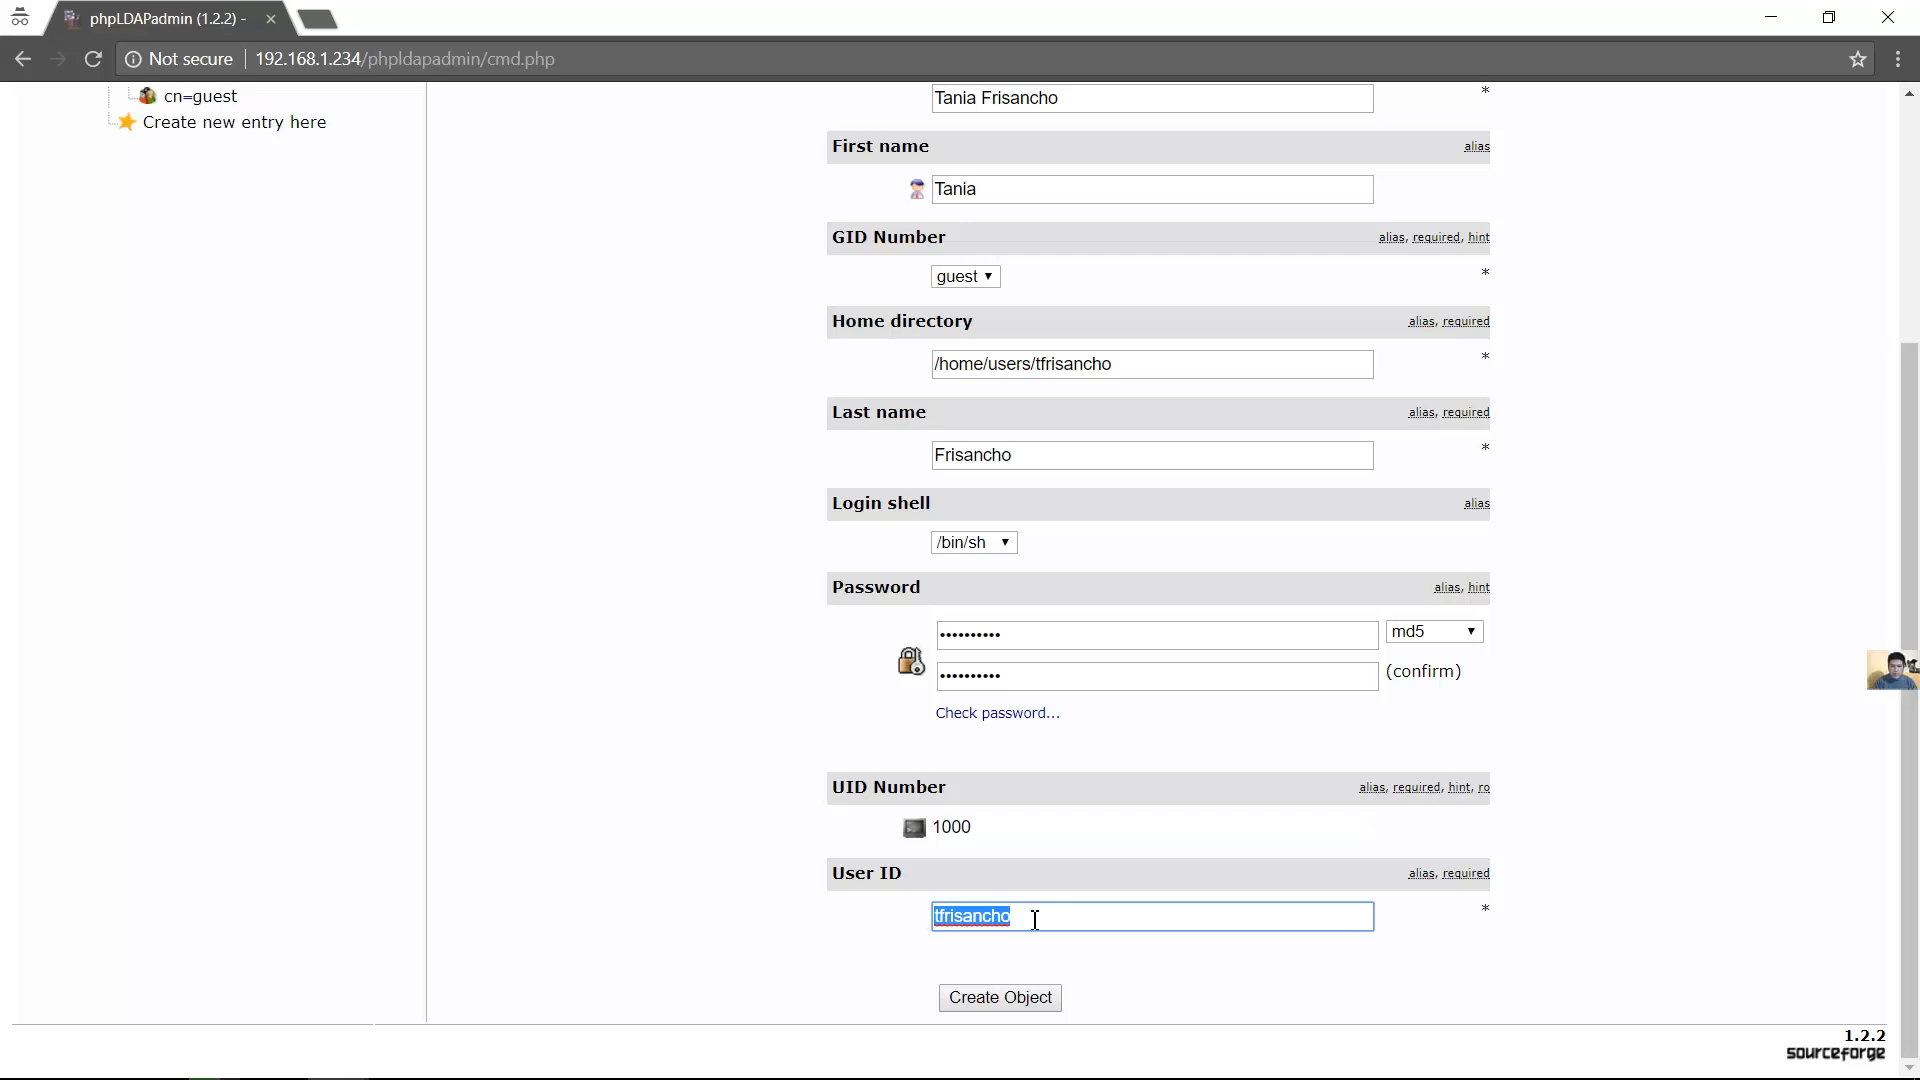 phpLDAPadmin (1.2.2) -
Not secure
192.168.1.234/phpldapadmin/cmd.php
cn=guest
Create new entry here
Tania Frisancho
*
First name
alias
Tania
GID Number
alias, required, hint
guest
*
Home directory
alias, required
/home/users/tfrisancho
*
Last name
alias, required
Frisancho
*
Login shell
alias
/bin/sh
Password
alias, hint
••••••••••
md5
••••••••••
(confirm)
Check password...
UID Number
alias, required, hint, ro
1000
User ID
alias, required
tfrisancho
*
Create Object
1.2.2
sourceforge